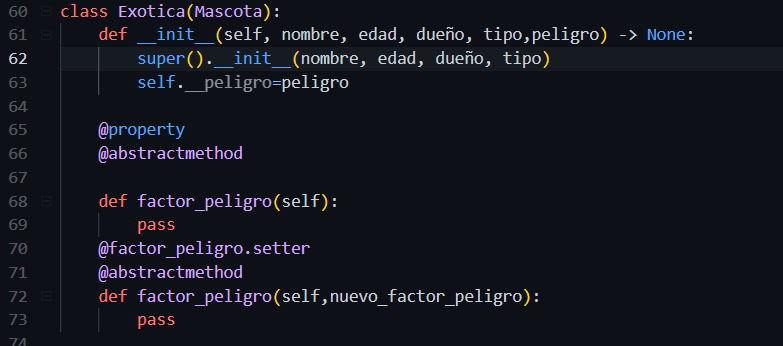 60 class Exotica(Mascota):
61     def __init__(self, nombre, edad, dueño, tipo,peligro) -> None:
62         super().__init__(nombre, edad, dueño, tipo)
63         self.__peligro=peligro
64
65     @property
66     @abstractmethod
67
68     def factor_peligro(self):
69         pass
70     @factor_peligro.setter
71     @abstractmethod
72     def factor_peligro(self,nuevo_factor_peligro):
73         pass
74